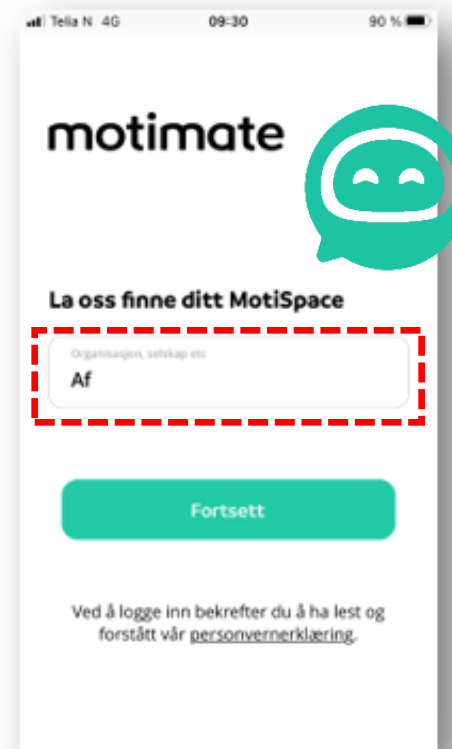 Telia N 4G 09:30 90 %
motimate
La oss finne ditt MotiSpace
Organisasjon, selskap etc
Af
Fortsett
Ved å logge inn bekrefter du å ha lest og
forstått vår personvernerklæring.